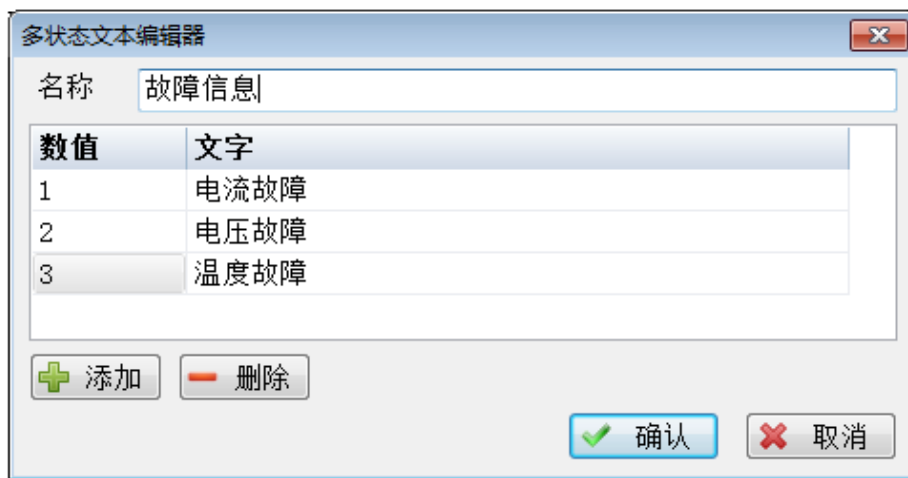 多状态文本编辑器
名称 故障信息
数值 文字
1 电流故障
2 电压故障
3 温度故障
添加 删除
确认 取消